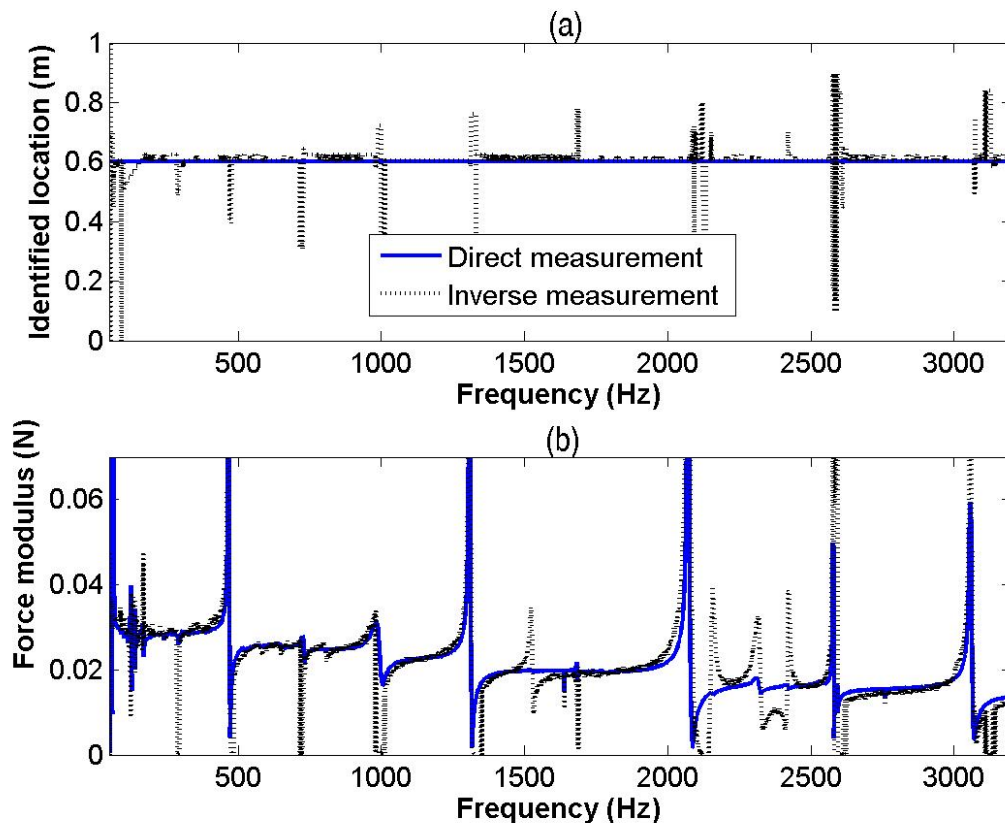 (a)
Identified location (m)
1
0.8
0.6
0.4
0.2
0
Direct measurement
Inverse measurement
500 1000 1500 2000 2500 3000
Frequency (Hz)
(b)
Force modulus (N)
0.06
0.04
0.02
0
500 1000 1500 2000 2500 3000
Frequency (Hz)